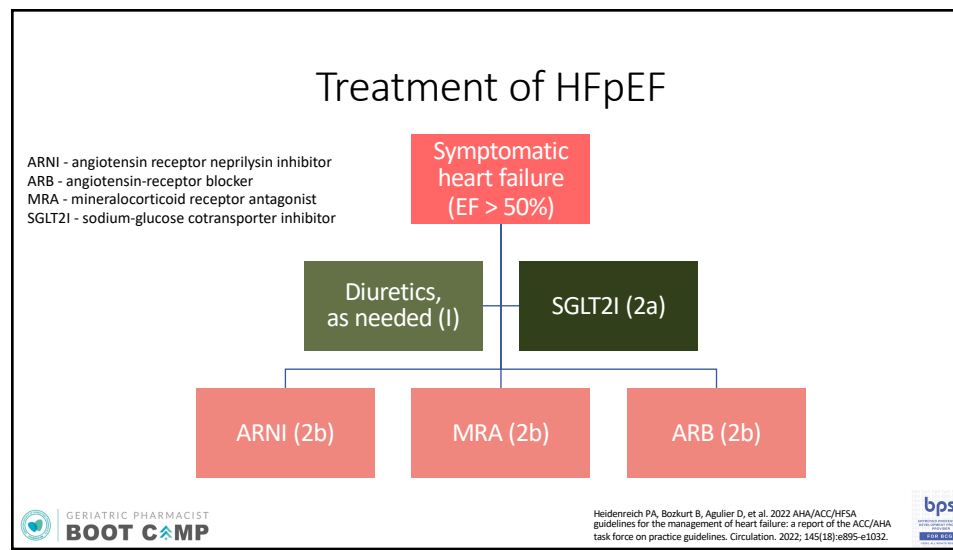 Treatment of HFpEF
ARNI - angiotensin receptor neprilysin inhibitor
ARB - angiotensin-receptor blocker
MRA - mineralocorticoid receptor antagonist
SGLT2I - sodium-glucose cotransporter inhibitor
Symptomatic
heart failure
(EF > 50%)
Diuretics,
as needed (I)
SGLT2I (2a)
ARNI (2b)
MRA (2b)
ARB (2b)
GERIATRIC PHARMACIST
BOOT CAMP
Heidenreich PA, Bozkurt B, Agulier D, et al. 2022 AHA/ACC/HFSA
guidelines for the management of heart failure: a report of the ACC/AHA
task force on practice guidelines. Circulation. 2022; 145(18):e895-e1032.
bps
FOR BCG